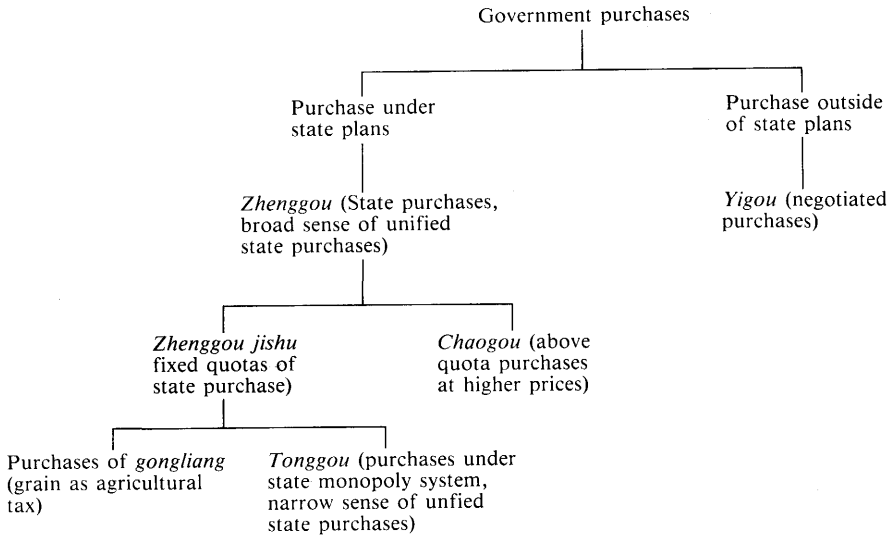 Government purchases
Purchase under
state plans
Purchase outside
of state plans
Zhenggou (State purchases,
broad sense of unified
state purchases)
Yigou (negotiated
purchases)
Zhenggou jishu
fixed quotas of
state purchase)
Chaogou (above
quota purchases
at higher prices)
Purchases of gongliang
(grain as agricultural
tax)
Tonggou (purchases under
state monopoly system,
narrow sense of unfied
state purchases)